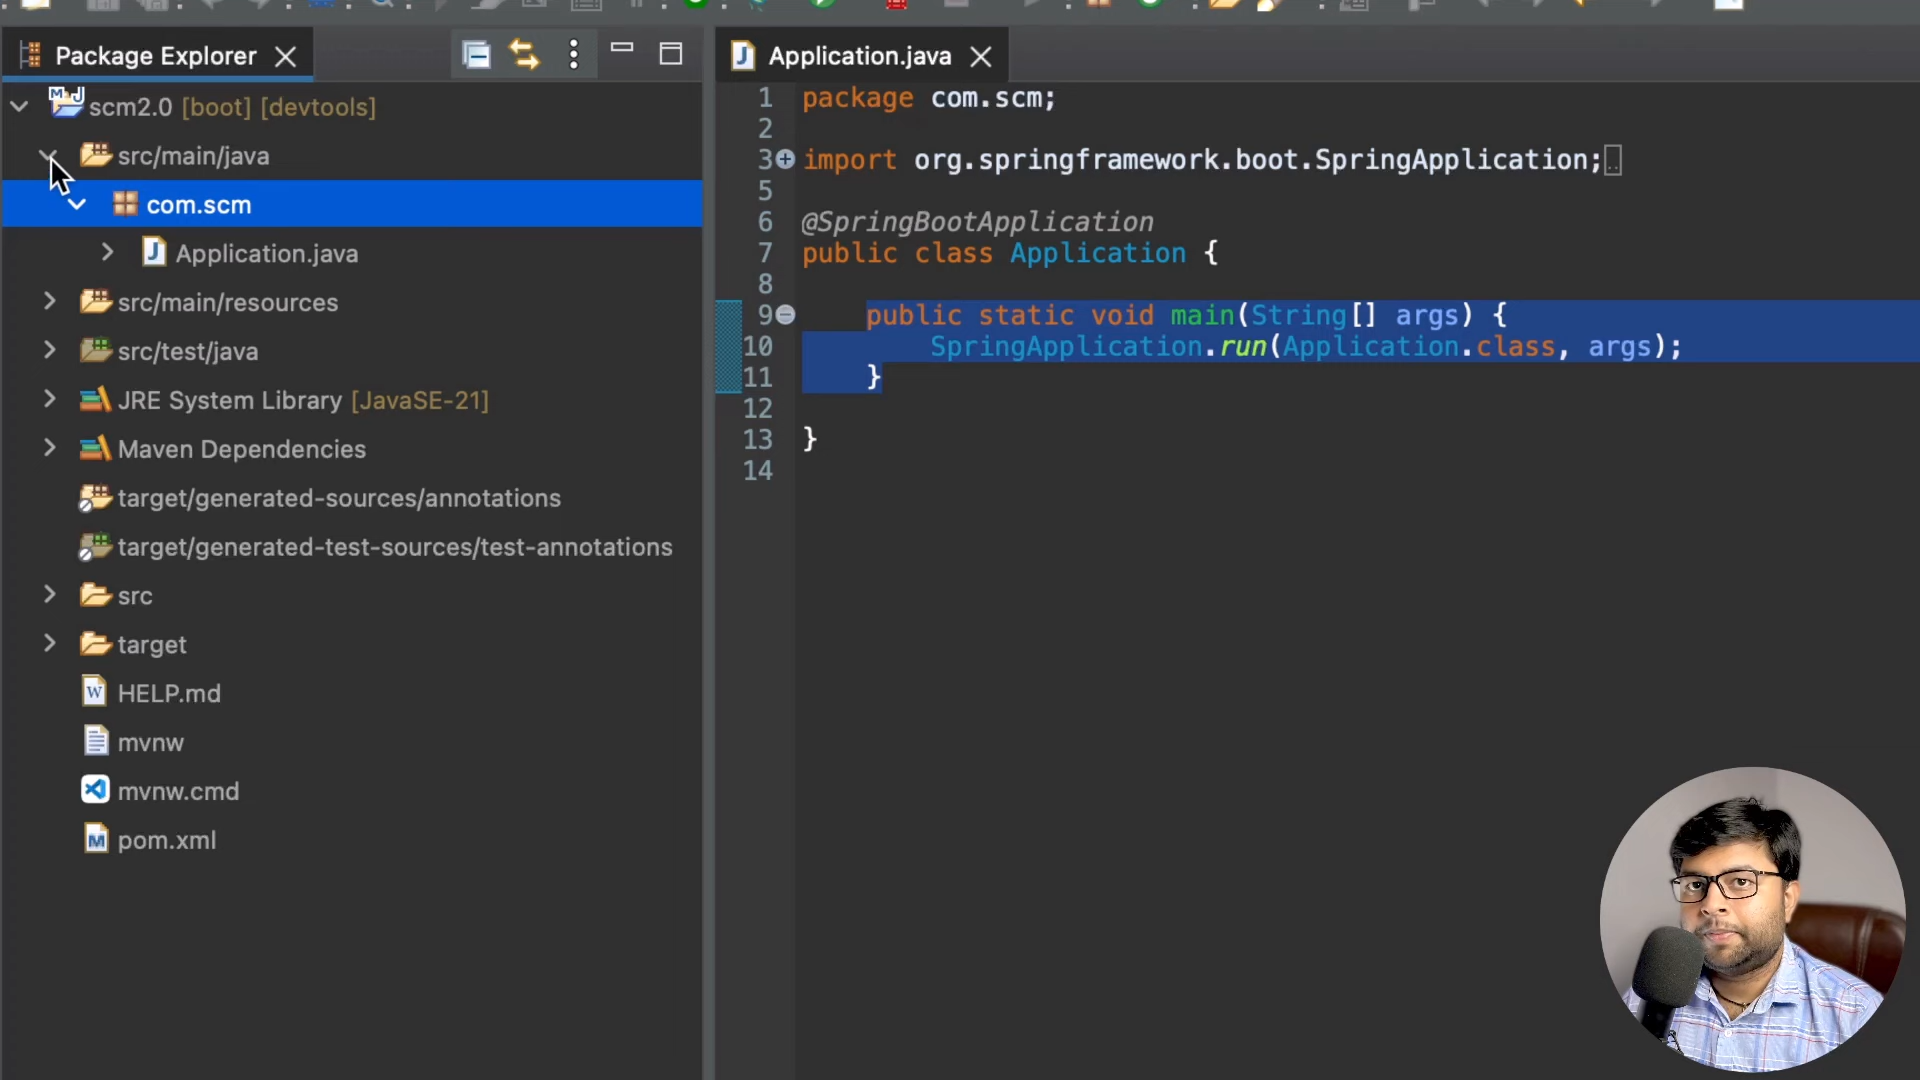 Package Explorer
scm2.0 [boot] [devtools]
src/main/java
com.scm
Application.java
src/main/resources
src/test/java
JRE System Library [JavaSE-21]
Maven Dependencies
target/generated-sources/annotations
target/generated-test-sources/test-annotations
src
target
HELP.md
mvnw
mvnw.cmd
pom.xml
Application.java
1 package com.scm;
2
3 import org.springframework.boot.SpringApplication;
5
6 @SpringBootApplication
7 public class Application {
8
9 public static void main(String[] args) {
10 SpringApplication.run(Application.class, args);
11 }
12
13 }
14